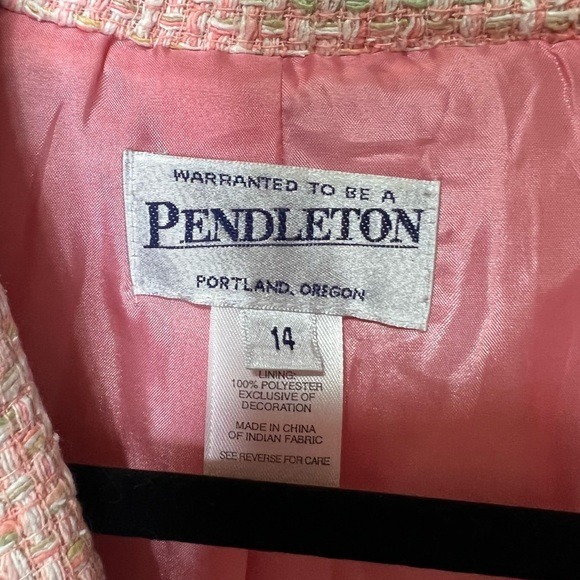 WARRANTED TO BE A
PENDLETON
PORTLAND, OREGON
14
LINING:
100% POLYESTER
EXCLUSIVE OF
DECORATION
MADE IN CHINA
OF INDIAN FABRIC
SEE REVERSE FOR CARE